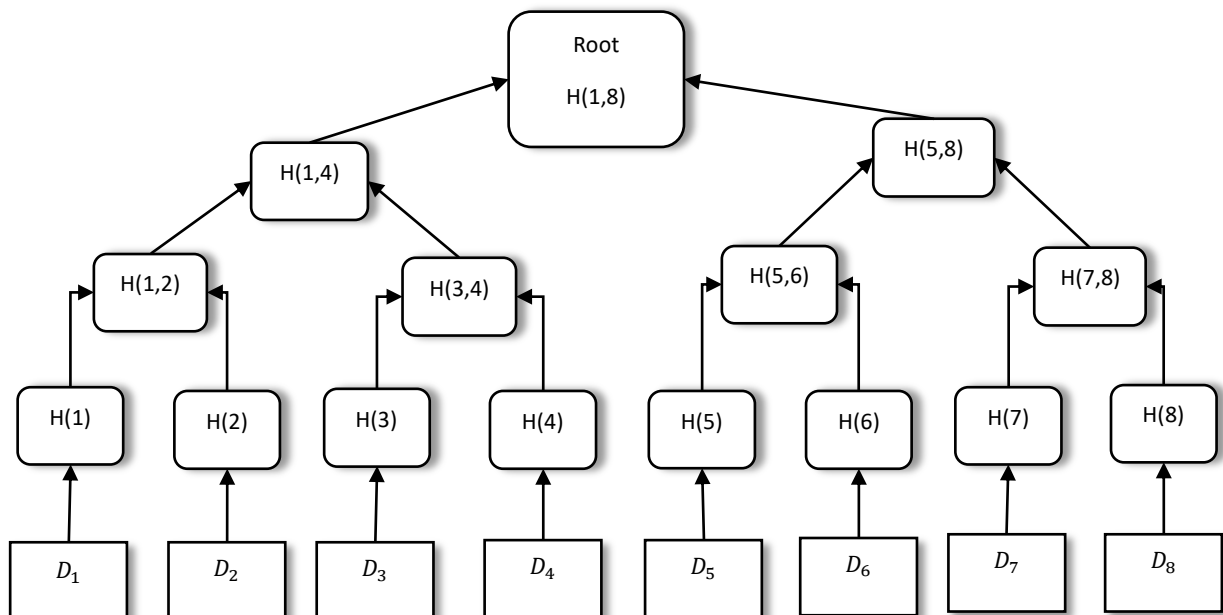 Root
H(1,8)
H(1,4)
H(5,8)
H(1,2)
H(3,4)
H(5,6)
H(7,8)
H(1)
H(2)
H(3)
H(4)
H(5)
H(6)
H(7)
H(8)
D₁
D₂
D₃
D₄
D₅
D₆
D₇
D₈